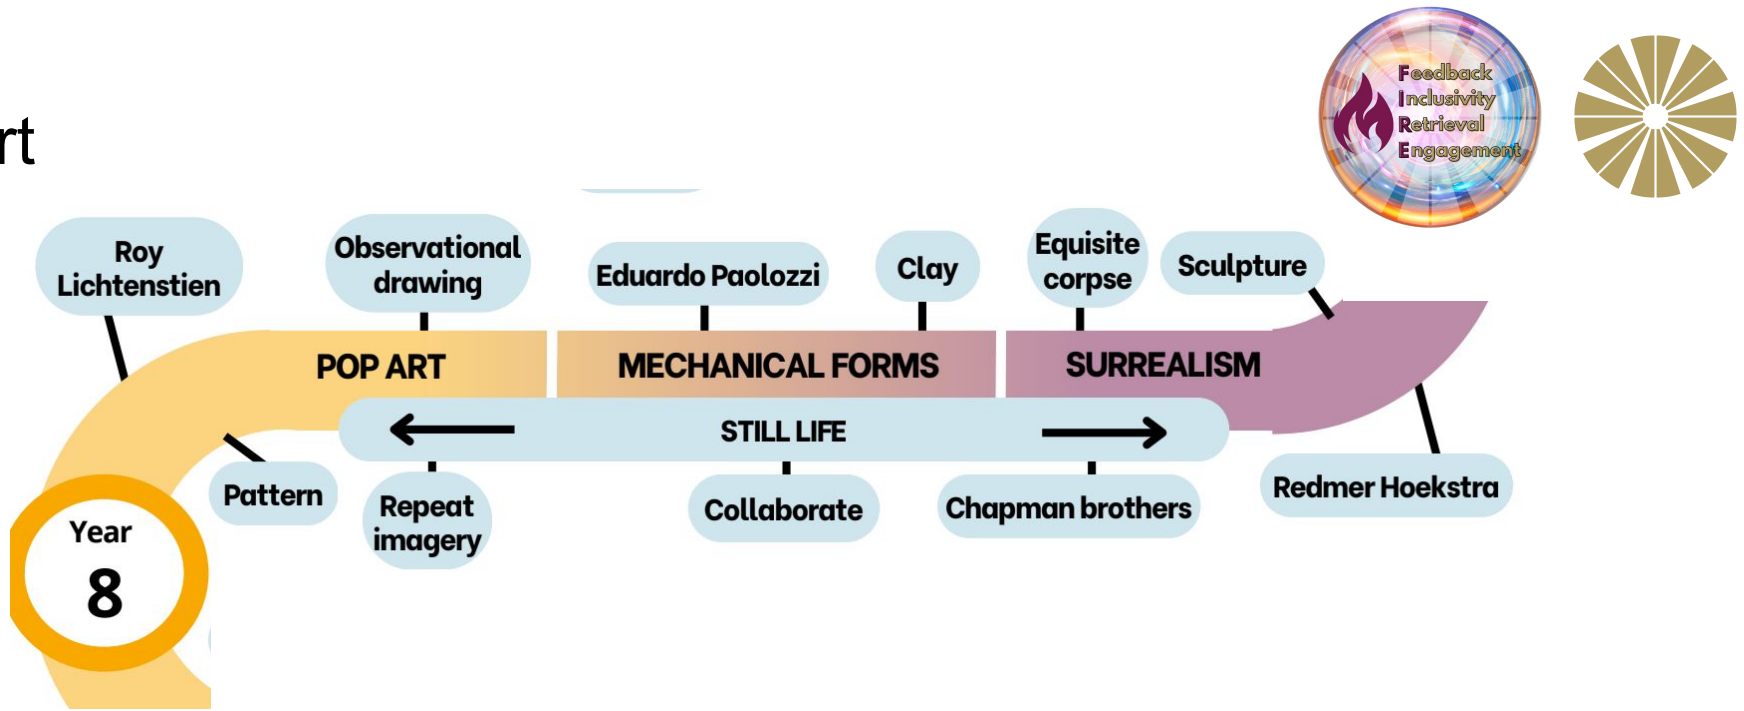 Feedback
Inclusivity
Retrieval
Engagement
rt
Roy
Lichtenstien
Observational
drawing
Eduardo Paolozzi
Clay
Equisite
corpse
Sculpture
POP ART
MECHANICAL FORMS
SURREALISM
STILL LIFE
Pattern
Repeat
imagery
Collaborate
Chapman brothers
Redmer Hoekstra
Year
8